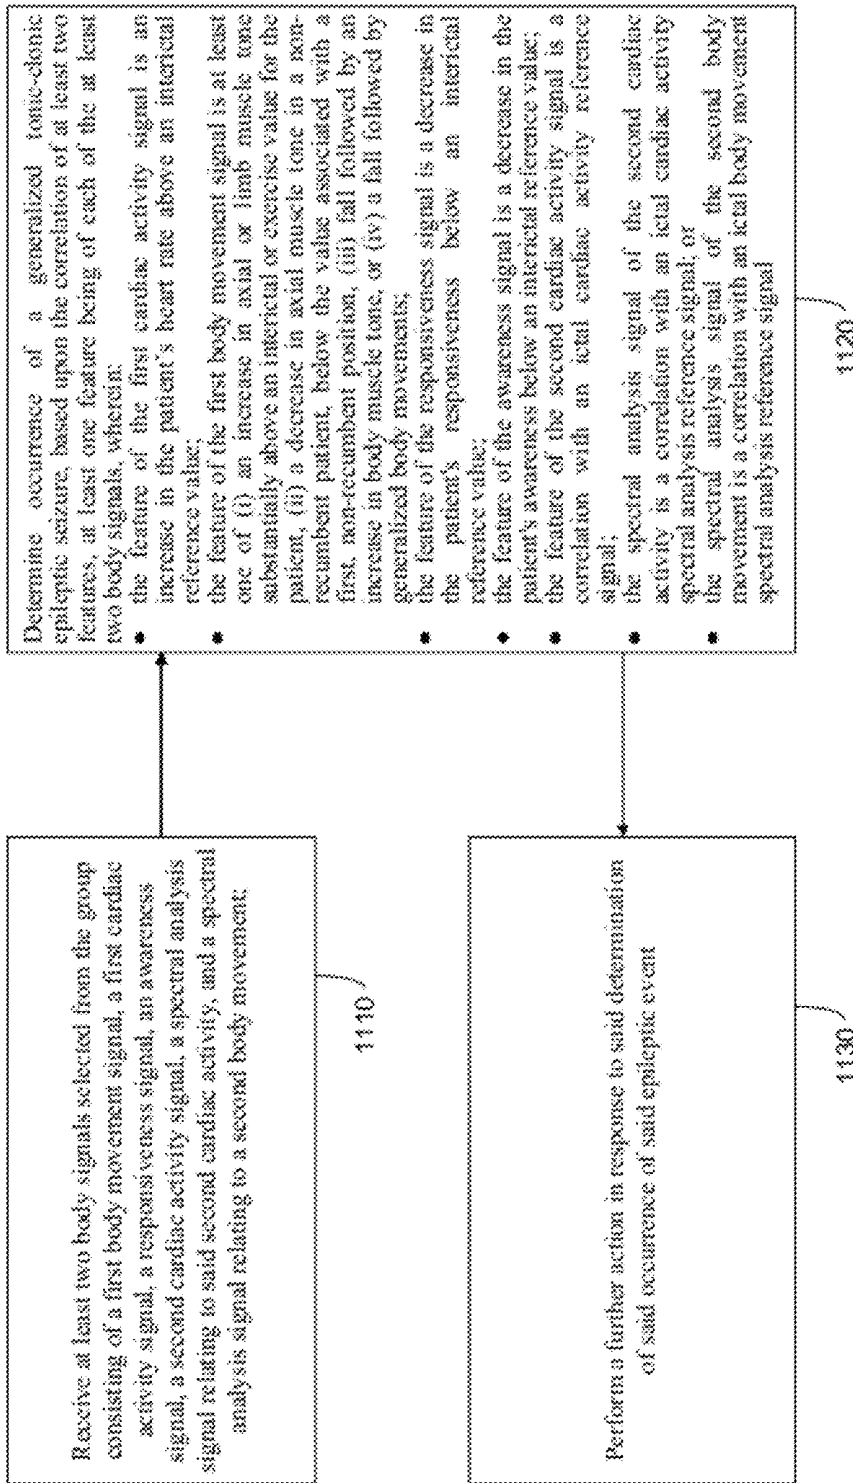 Receive at least two body signals selected from the group
consisting of a first body movement signal, a first cardiac
activity signal, a responsiveness signal, an awareness
signal, a second cardiac activity signal, a spectral analysis
signal relating to said second cardiac activity, and a spectral
analysis signal relating to a second body movement;
1110
Determine occurrence of a generalized tonic-clonic
epileptic seizure, based upon the correlation of at least two
features, at least one feature being of each of the at least
two body signals, wherein:
• the feature of the first cardiac activity signal is an
increase in the patient's heart rate above an interictal
reference value;
• the feature of the first body movement signal is at least
one of (i) an increase in axial or limb muscle tone
substantially above an interictal or exercise value for the
patient, (ii) a decrease in axial muscle tone in a non-
recumbent patient, below the value associated with a
first, non-recumbent position, (iii) fall followed by an
increase in body muscle tone, or (iv) a fall followed by
generalized body movements;
• the feature of the responsiveness signal is a decrease in
the patient's responsiveness below an interictal
reference value;
• the feature of the awareness signal is a decrease in the
patient's awareness below an interictal reference value;
• the feature of the second cardiac activity signal is a
correlation with an ictal cardiac activity reference
signal;
• the spectral analysis signal of the second cardiac
activity is a correlation with an ictal cardiac activity
spectral analysis reference signal; or
• the spectral analysis signal of the second body
movement is a correlation with an ictal body movement
spectral analysis reference signal
1120
Perform a further action in response to said determination
of said occurrence of said epileptic event
1130